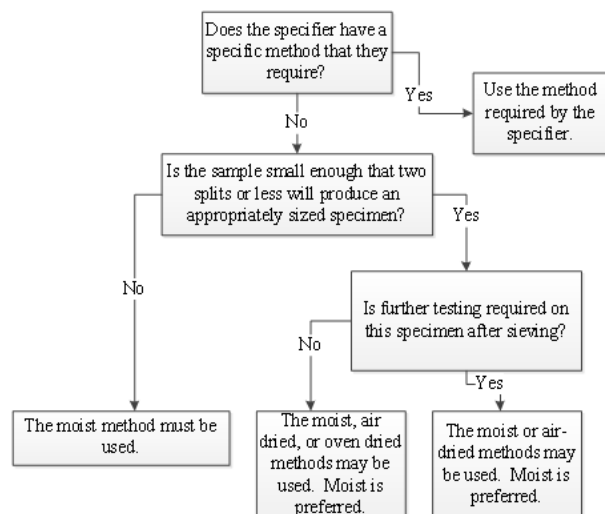 Does the specifier have a
specific method that they
require?
Yes
Use the method
required by the
specifier.
No
Is the sample small enough that two
splits or less will produce an
appropriately sized specimen?
Yes
No
Is further testing required on
this specimen after sieving?
No
Yes
The moist method must be
used.
The moist, air
dried, or oven dried
methods may be
used. Moist is
preferred.
The moist or air-
dried methods may
be used. Moist is
preferred.